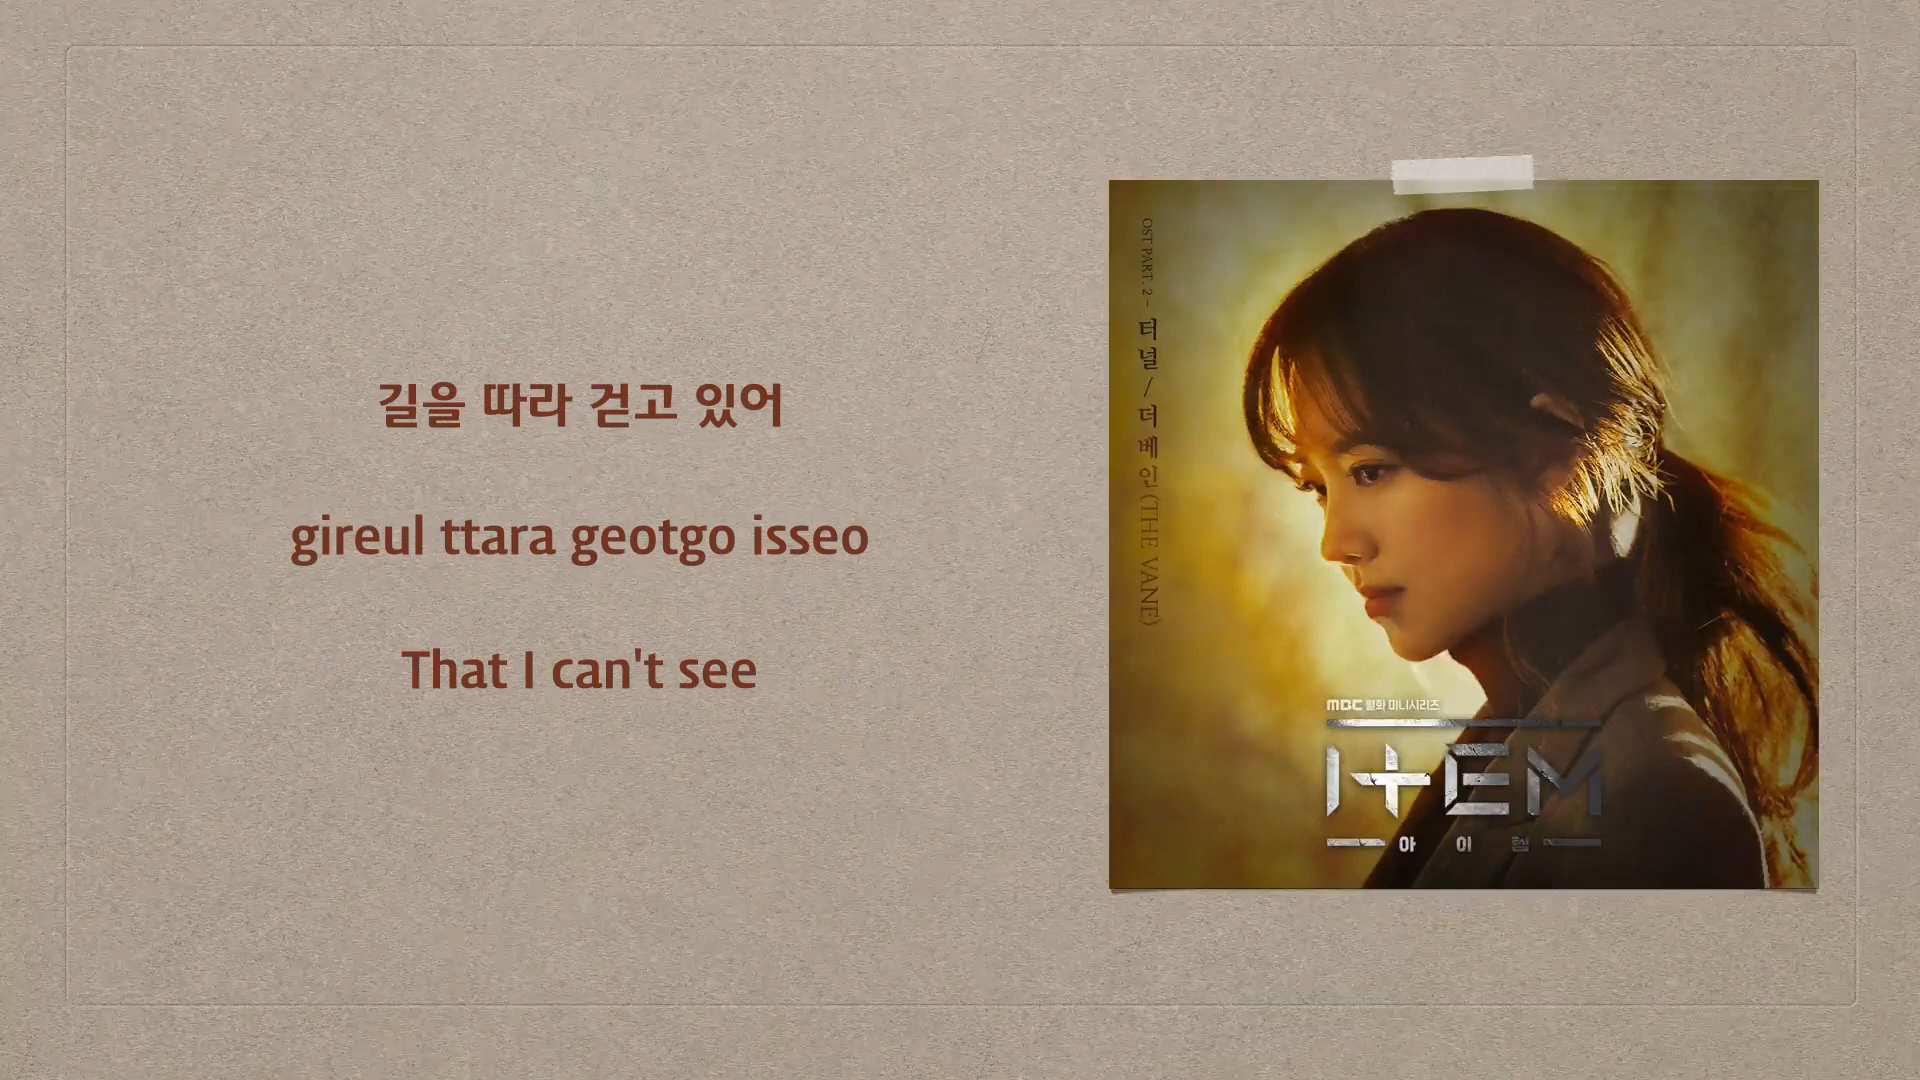 길을 따라 걷고 있어
gireul ttara geotgo isseo
That I can't see
OST PART. 2 - 터널 / 더 베인 (THE VANE)
MBC 월화 미니시리즈
ITEM
아이템